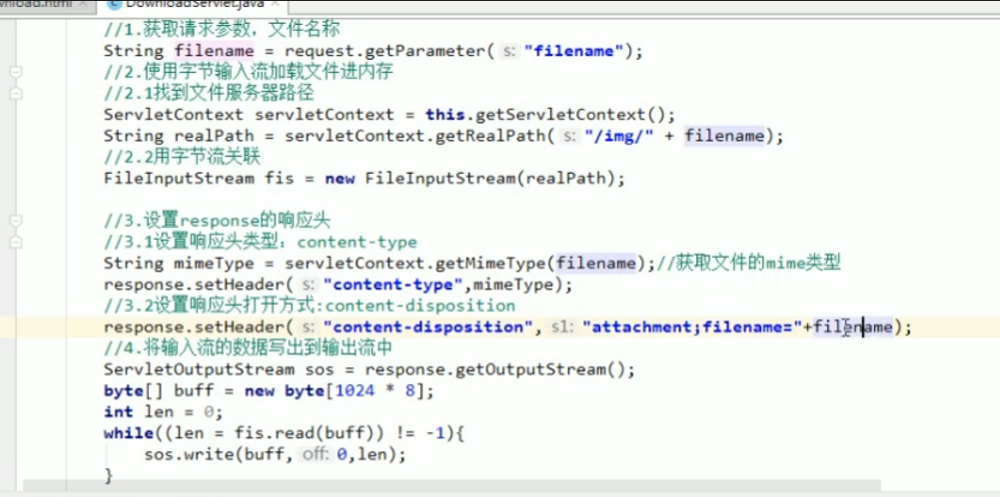 nload.html DownloadServlet.java
//1.获取请求参数，文件名称
String filename = request.getParameter( s: "filename");
//2.使用字节输入流加载文件进内存
//2.1找到文件服务器路径
ServletContext servletContext = this.getServletContext();
String realPath = servletContext.getRealPath( s: "/img/" + filename);
//2.2用字节流关联
FileInputStream fis = new FileInputStream(realPath);
//3.设置response的响应头
//3.1设置响应头类型：content-type
String mimeType = servletContext.getMimeType(filename);//获取文件的mime类型
response.setHeader( s: "content-type",mimeType);
//3.2设置响应头打开方式:content-disposition
response.setHeader( s: "content-disposition", s1: "attachment;filename="+filename);
//4.将输入流的数据写出到输出流中
ServletOutputStream sos = response.getOutputStream();
byte[] buff = new byte[1024 * 8];
int len = 0;
while((len = fis.read(buff)) != -1){
sos.write(buff, off: 0,len);
}